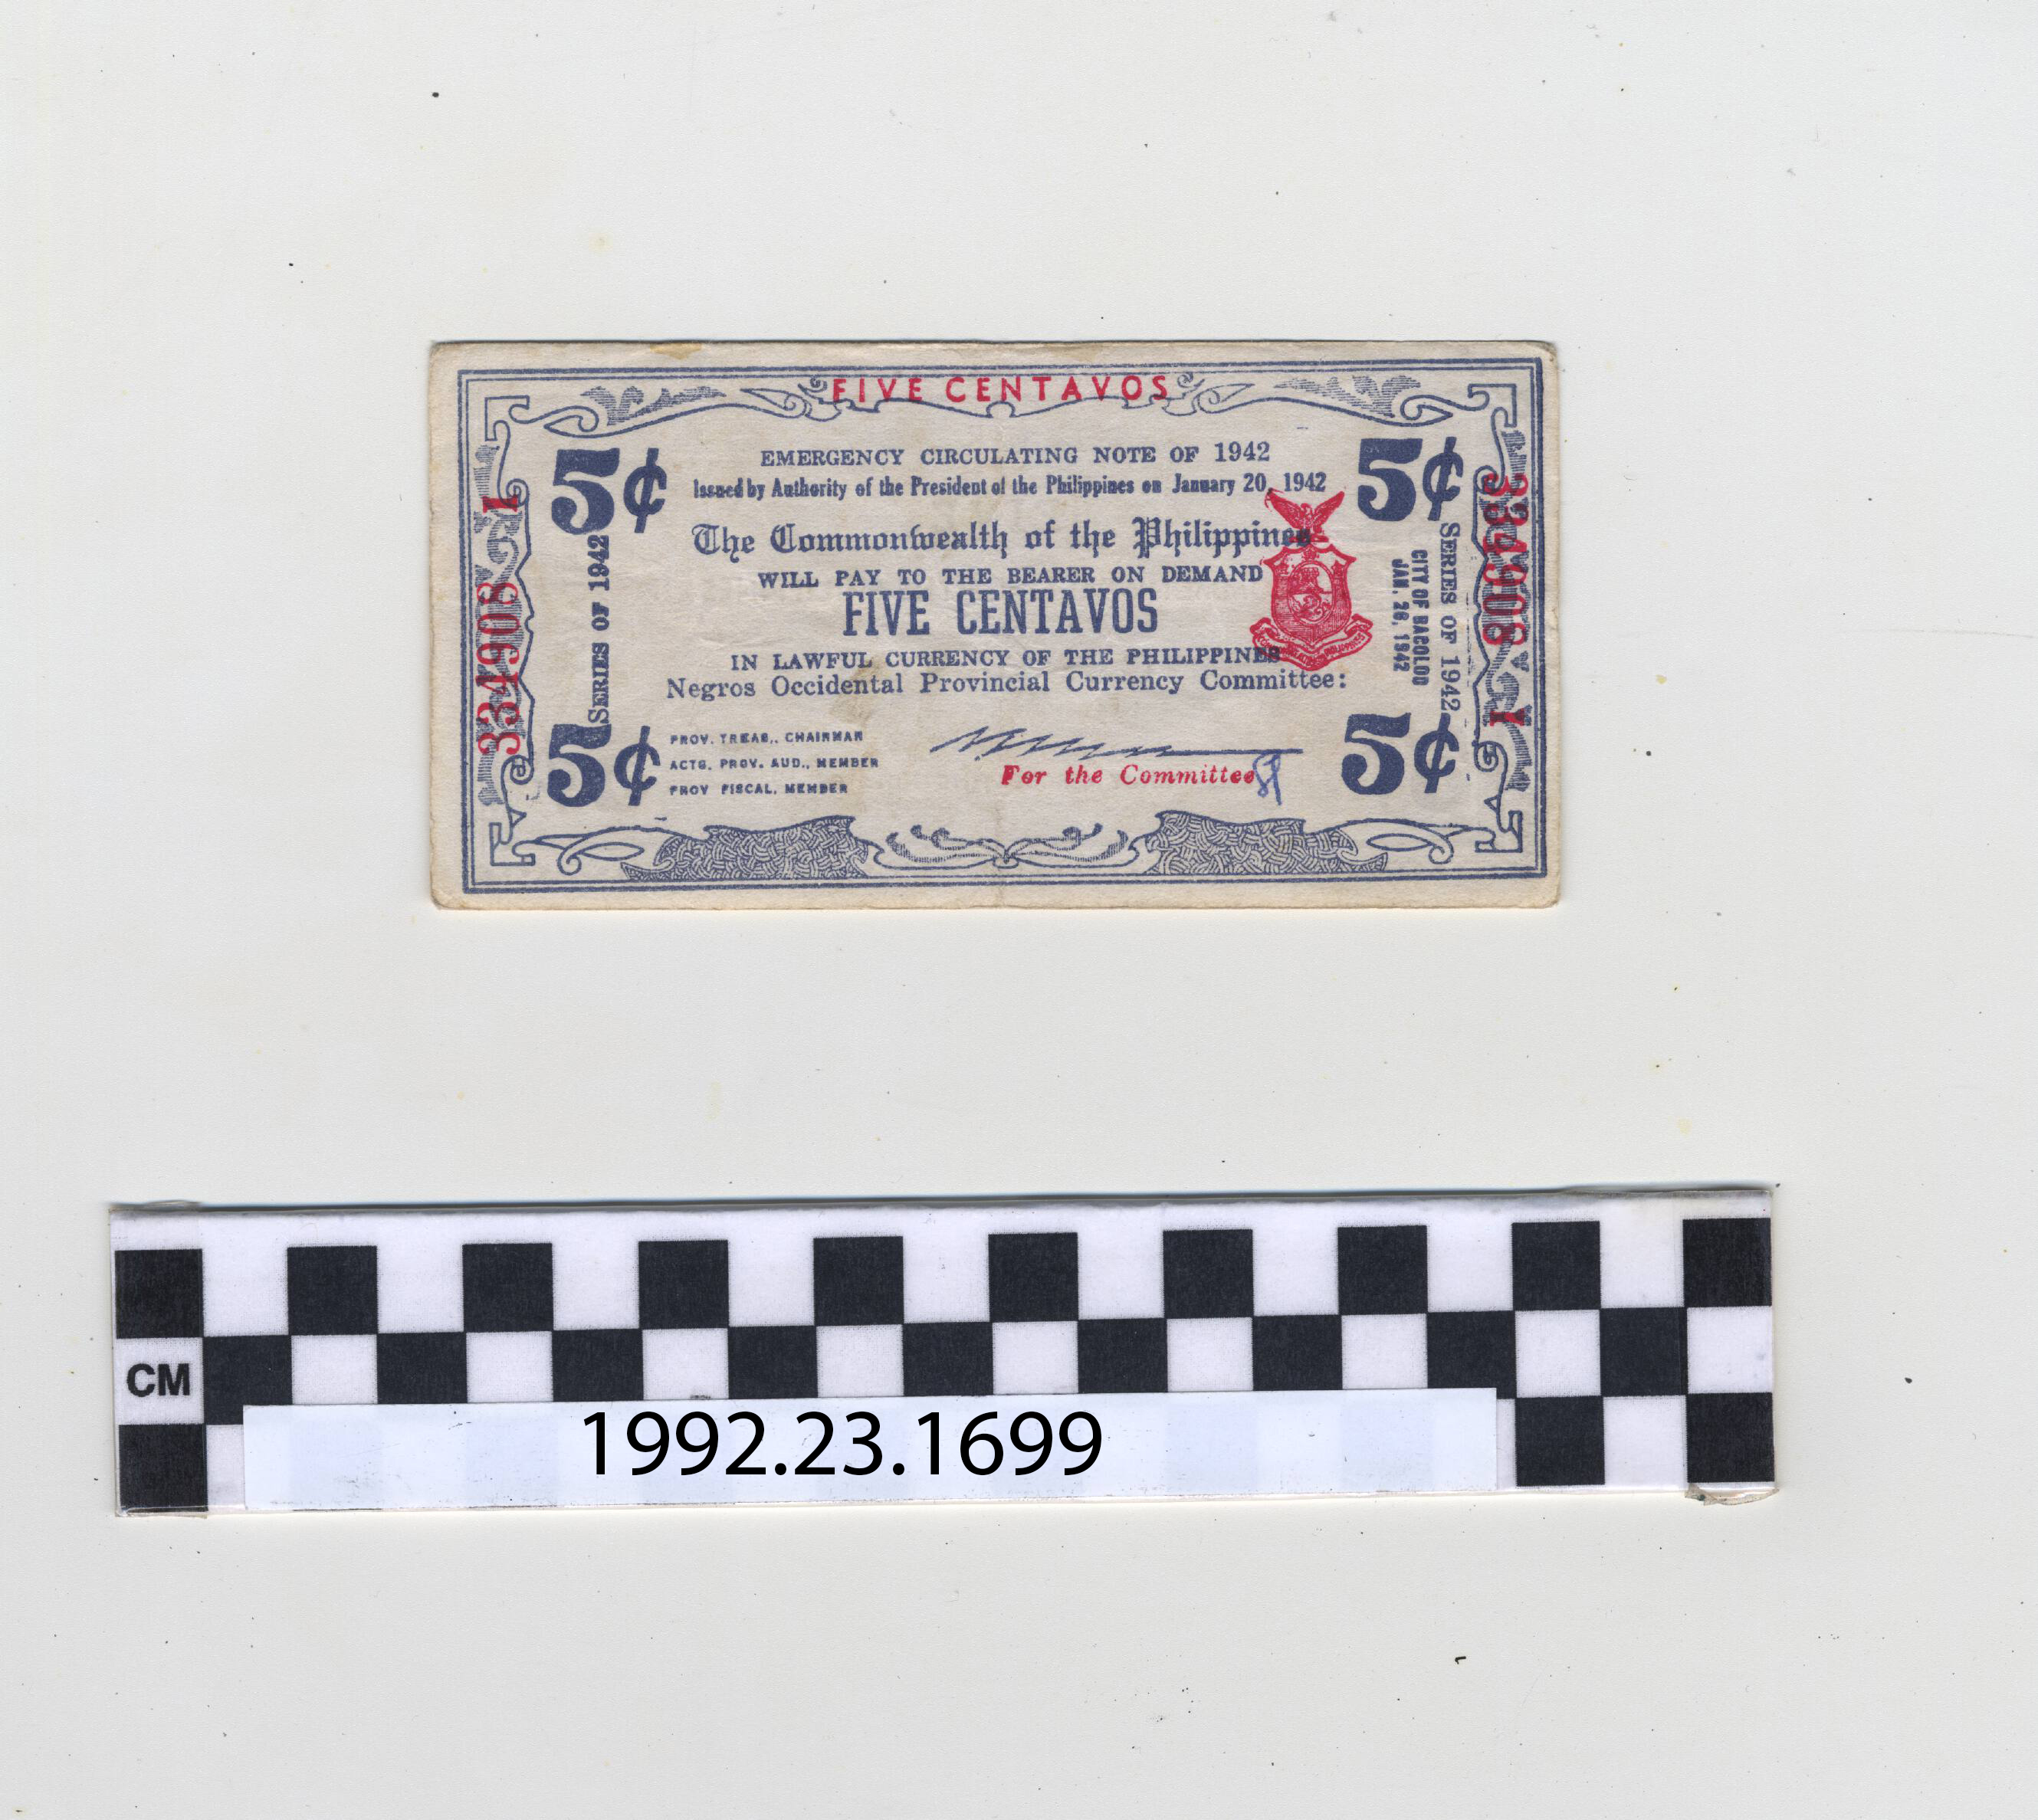 FIVE CENTAVOS
5¢
5¢
EMERGENCY CIRCULATING NOTE OF 1942
Issued by Authority of the President of the Philippines on January 20, 1942
The Commonwealth of the Philippines
WILL PAY TO THE BEARER ON DEMAND
FIVE CENTAVOS
IN LAWFUL CURRENCY OF THE PHILIPPINES
Negros Occidental Provincial Currency Committee:
334908 I
SERIES OF 1942
CITY OF BACOLOD
JAN. 26, 1942
SERIES OF 1942
334908 I
5¢
PROV. TREAS., CHAIRMAN
ACTG. PROV. AUD., MEMBER
PROV FISCAL, MEMBER
For the Committee
5¢
CM
1992.23.1699